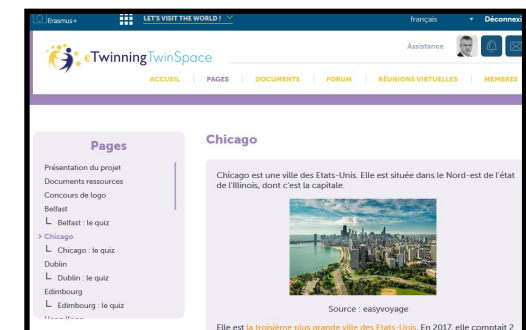 Erasmus+
LET'S VISIT THE WORLD !
français
Déconnexi
eTwinningTwinSpace
Assistance
ACCUEIL
PAGES
DOCUMENTS
FORUM
RÉUNIONS VIRTUELLES
MEMBRES
Pages
Présentation du projet
Documents ressources
Concours de logo
Belfast
Belfast : le quiz
Chicago
Chicago : le quiz
Dublin
Dublin : le quiz
Edimbourg
Edimbourg : le quiz
Hong Kong
Chicago
Chicago est une ville des Etats-Unis. Elle est située dans le Nord-est de l'état
de l'Illinois, dont c'est la capitale.
Source : easyvoyage
Elle est la troisième plus grande ville des Etats-Unis. En 2017, elle comptait 2